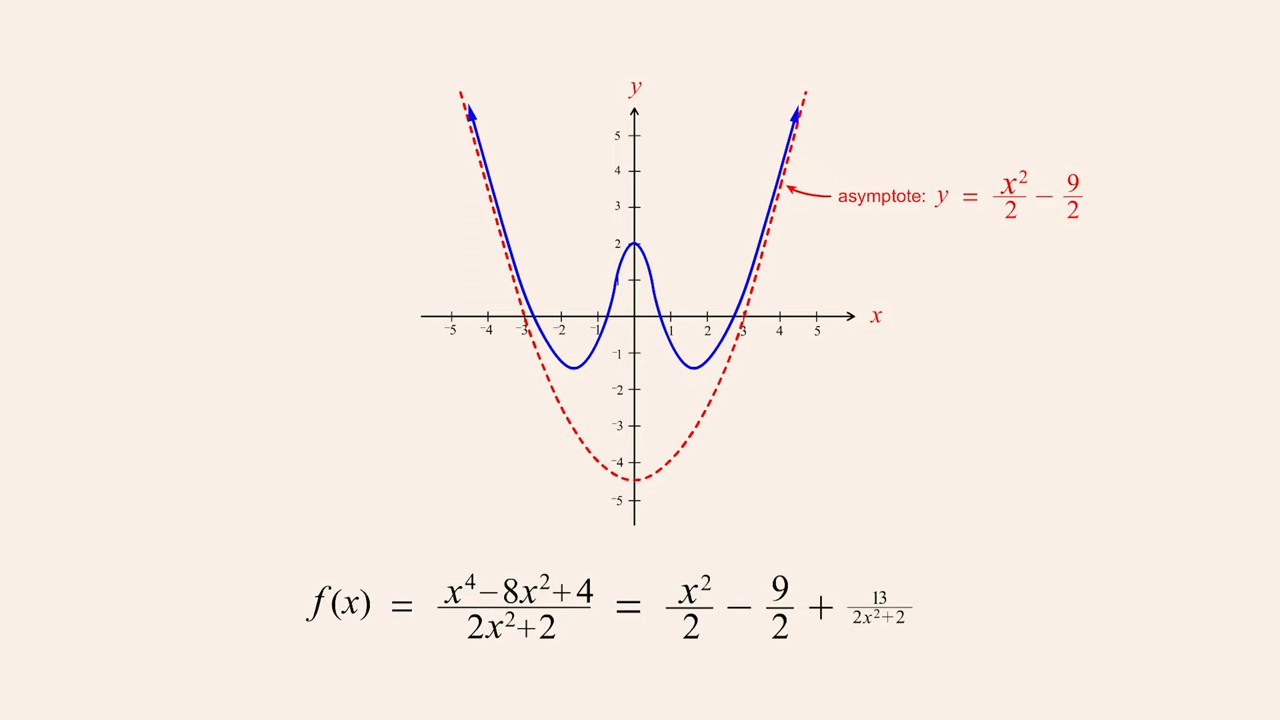 y
5
4
asymptote: y = x²/2 − 9/2
3
2
1
x
⁻5 ⁻4 ⁻3 ⁻2 ⁻1 1 2 3 4 5
⁻1
⁻2
⁻3
⁻4
⁻5
f(x) = (x⁴−8x²+4)/(2x²+2) = x²/2 − 9/2 + 13/(2x²+2)